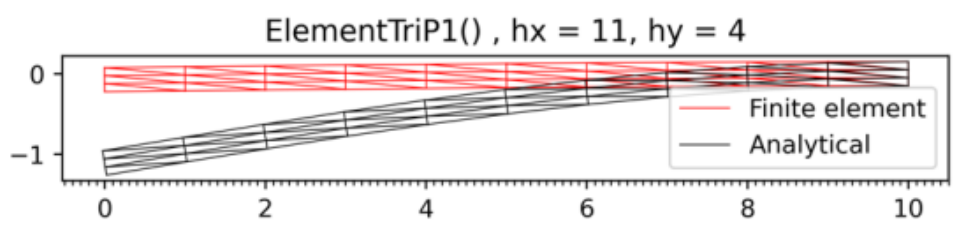 ElementTriP1() , hx = 11, hy = 4
0
−1
Finite element
Analytical
0 2 4 6 8 10